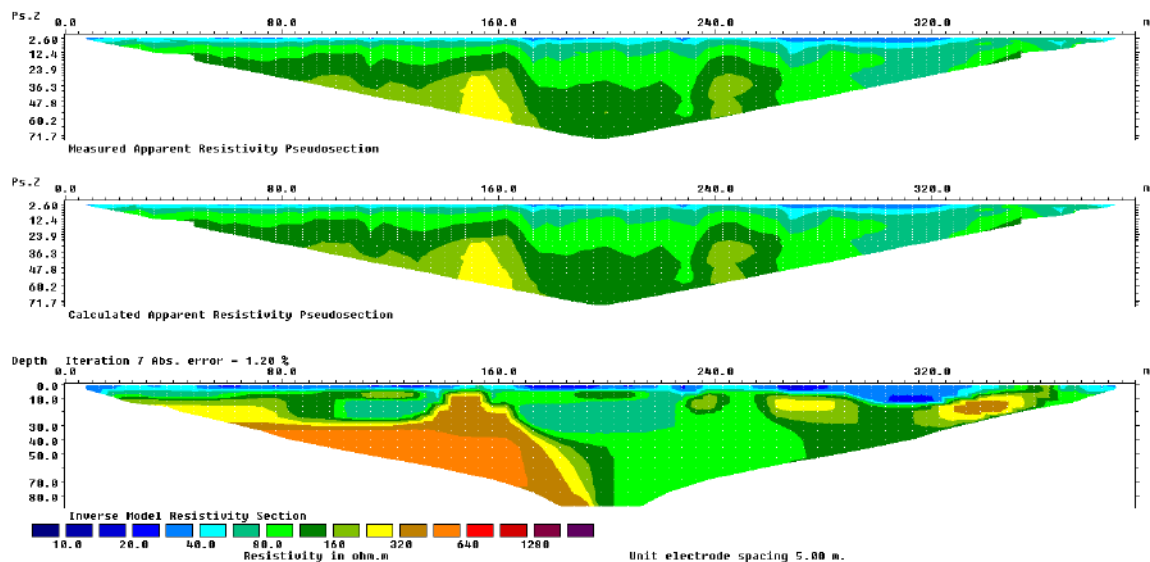 Ps.Z 0.0 80.0 160.0 240.0 320.0 m
2.60
12.4
23.9
36.3
47.8
60.2
71.7
Measured Apparent Resistivity Pseudosection
Ps.Z 0.0 80.0 160.0 240.0 320.0 m
2.60
12.4
23.9
36.3
47.8
60.2
71.7
Calculated Apparent Resistivity Pseudosection
Depth Iteration 7 Abs. error = 1.20 %
0.0 80.0 160.0 240.0 320.0 m
0.0
10.0
20.0
30.0
40.0
50.0
70.0
80.0
Inverse Model Resistivity Section
10.0 20.0 40.0 80.0 160 320 640 1280
Resistivity in ohm.m Unit electrode spacing 5.00 m.